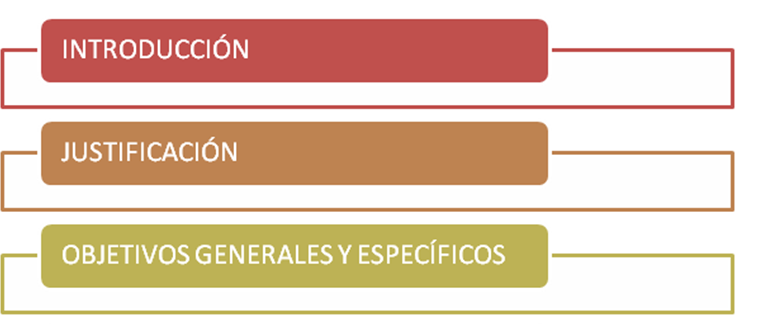 INTRODUCCIÓN
JUSTIFICACIÓN
OBJETIVOS GENERALES Y ESPECÍFICOS